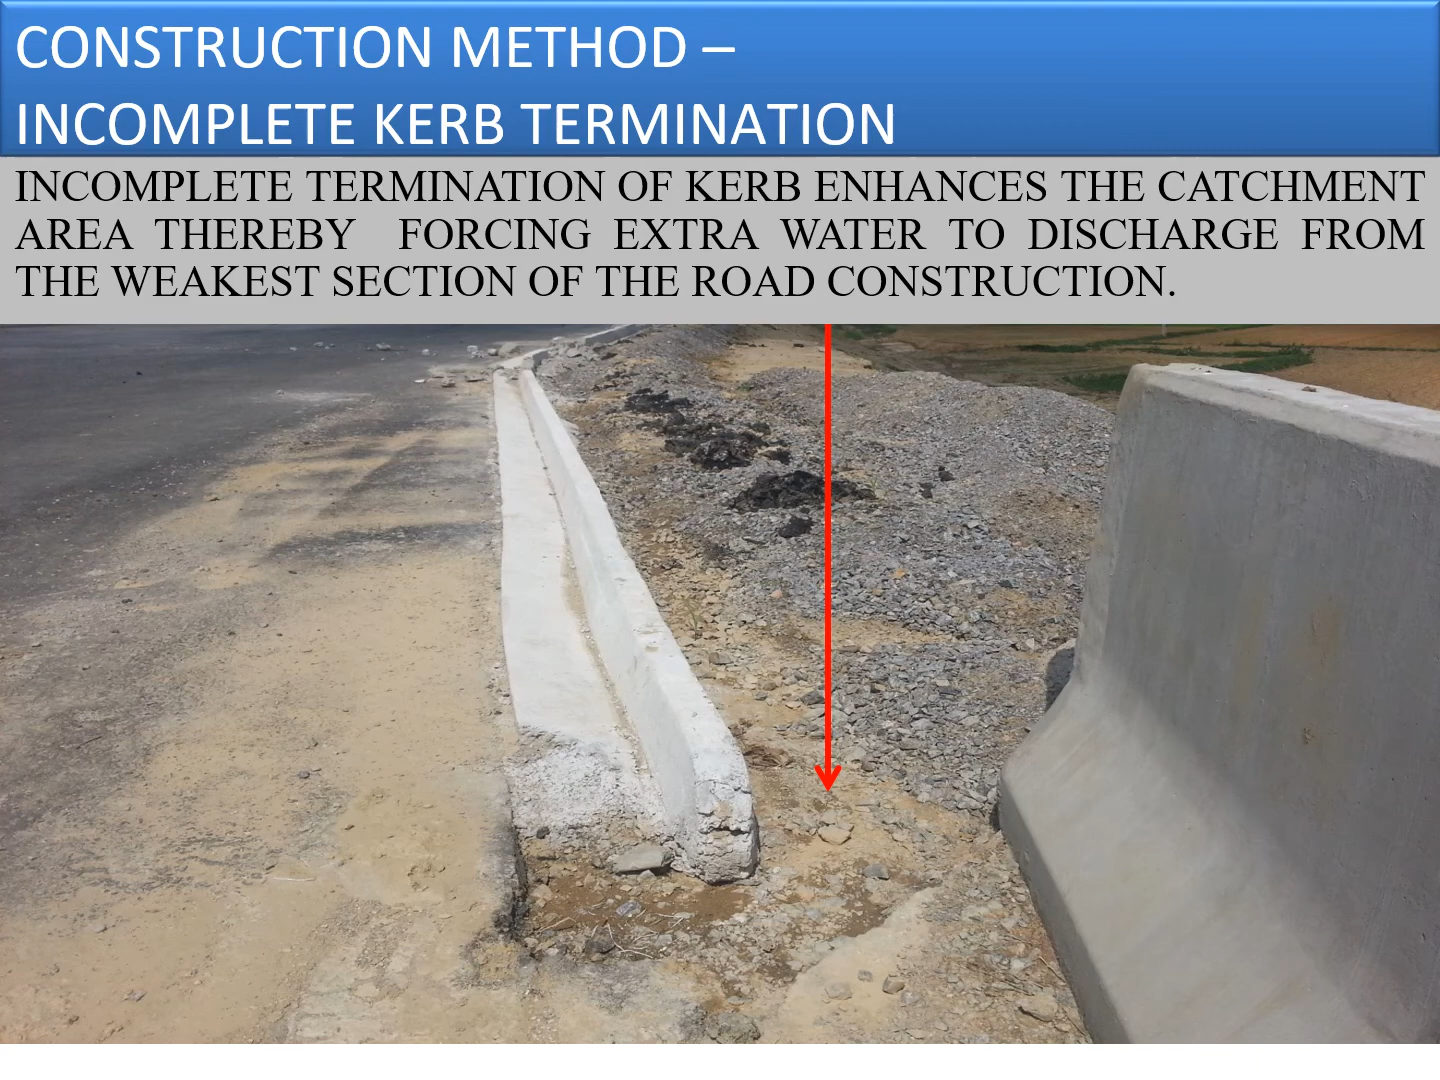 CONSTRUCTION METHOD –
INCOMPLETE KERB TERMINATION
INCOMPLETE TERMINATION OF KERB ENHANCES THE CATCHMENT
AREA THEREBY FORCING EXTRA WATER TO DISCHARGE FROM
THE WEAKEST SECTION OF THE ROAD CONSTRUCTION.